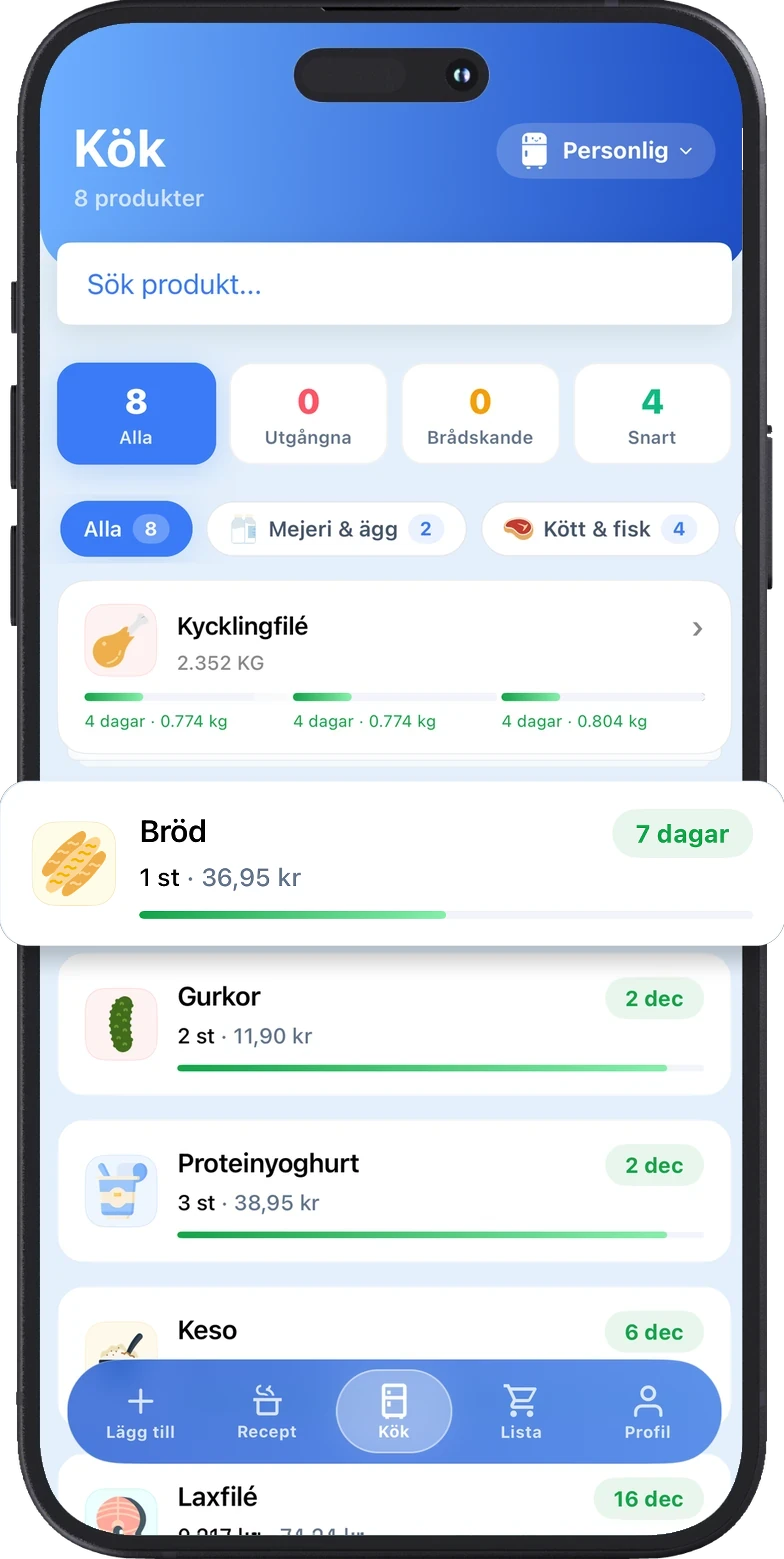 Kök
Personlig
8 produkter
Sök produkt...
8
Alla
0
Utgångna
0
Brådskande
4
Snart
Alla 8
Mejeri & ägg 2
Kött & fisk 4
Kycklingfilé
2.352 KG
4 dagar · 0.774 kg
4 dagar · 0.774 kg
4 dagar · 0.804 kg
Bröd
7 dagar
1 st · 36,95 kr
Gurkor
2 dec
2 st · 11,90 kr
Proteinyoghurt
2 dec
3 st · 38,95 kr
Keso
6 dec
Lägg till
Recept
Kök
Lista
Profil
Laxfilé
16 dec